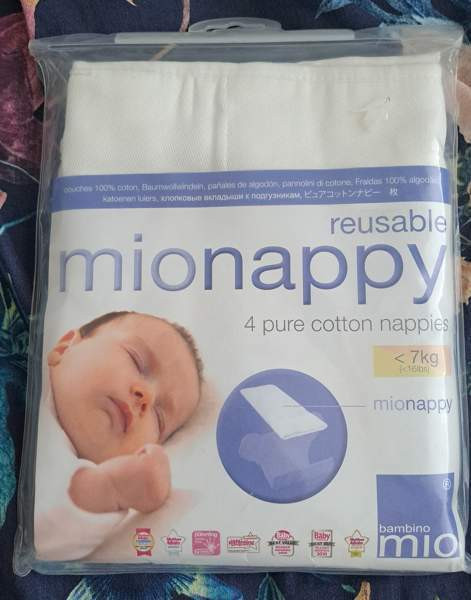 couches 100% coton, Baumwollwindeln, pañales de algodón, pannolini di cotone, Fraldas 100% algodão
katoenen luiers, хлопковые вкладыши к подгузникам, ピュアコットンナピー 枚
reusable
mionappy
4 pure cotton nappies
< 7kg
(<16lbs)
mionappy
bambino
mio®